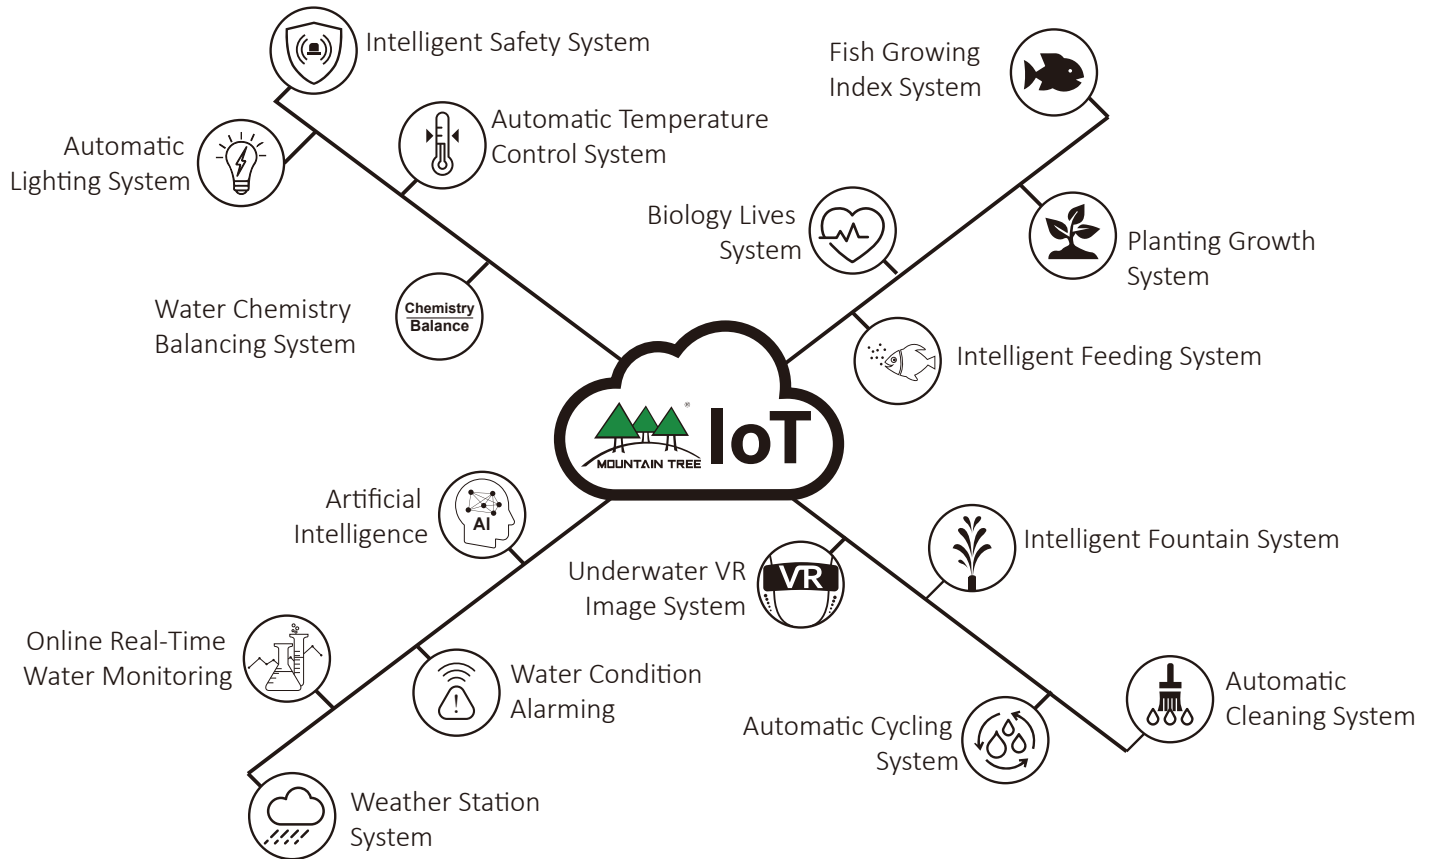 Intelligent Safety System
Fish Growing
Index System
Automatic
Lighting System
Automatic Temperature
Control System
Biology Lives
System
Planting Growth
System
Water Chemistry
Balancing System
Chemistry
Balance
Intelligent Feeding System
®
MOUNTAIN TREE
IoT
Artificial
Intelligence
AI
Underwater VR
Image System
VR
Intelligent Fountain System
Online Real-Time
Water Monitoring
Water Condition
Alarming
!
Automatic Cycling
System
Automatic
Cleaning System
Weather Station
System